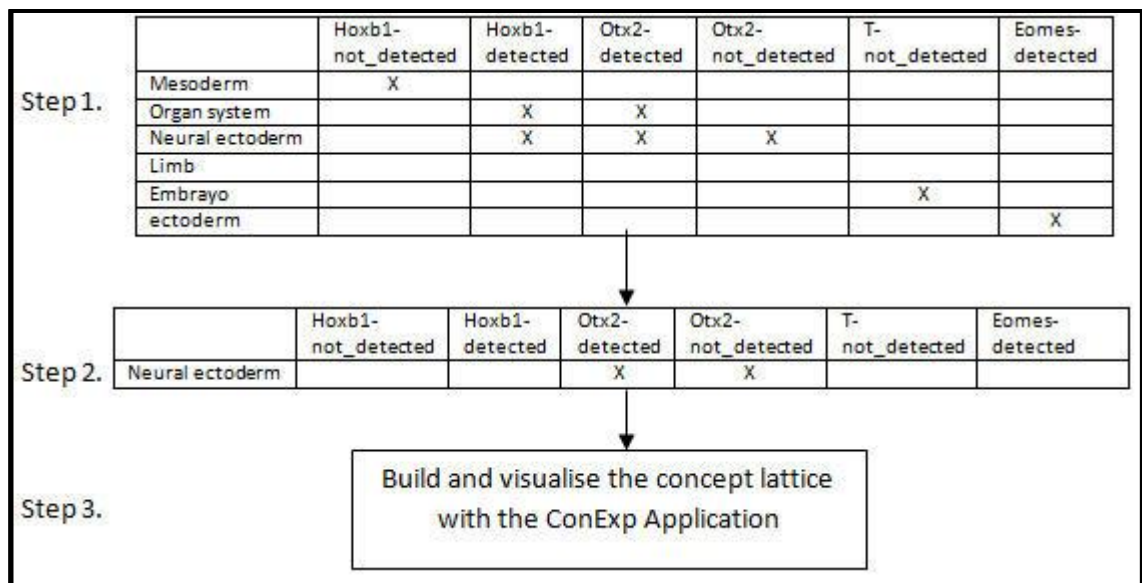 Hoxb1- Hoxb1- Otx2- Otx2- T- Eomes-
not_detected detected detected not_detected not_detected detected
Mesoderm X
Step 1.
Organ system X X
Neural ectoderm X X X
Limb
Embrayo X
ectoderm X
Hoxb1- Hoxb1- Otx2- Otx2- T- Eomes-
not_detected detected detected not_detected not_detected detected
Step 2. Neural ectoderm X X
Build and visualise the concept lattice
Step 3. with the ConExp Application